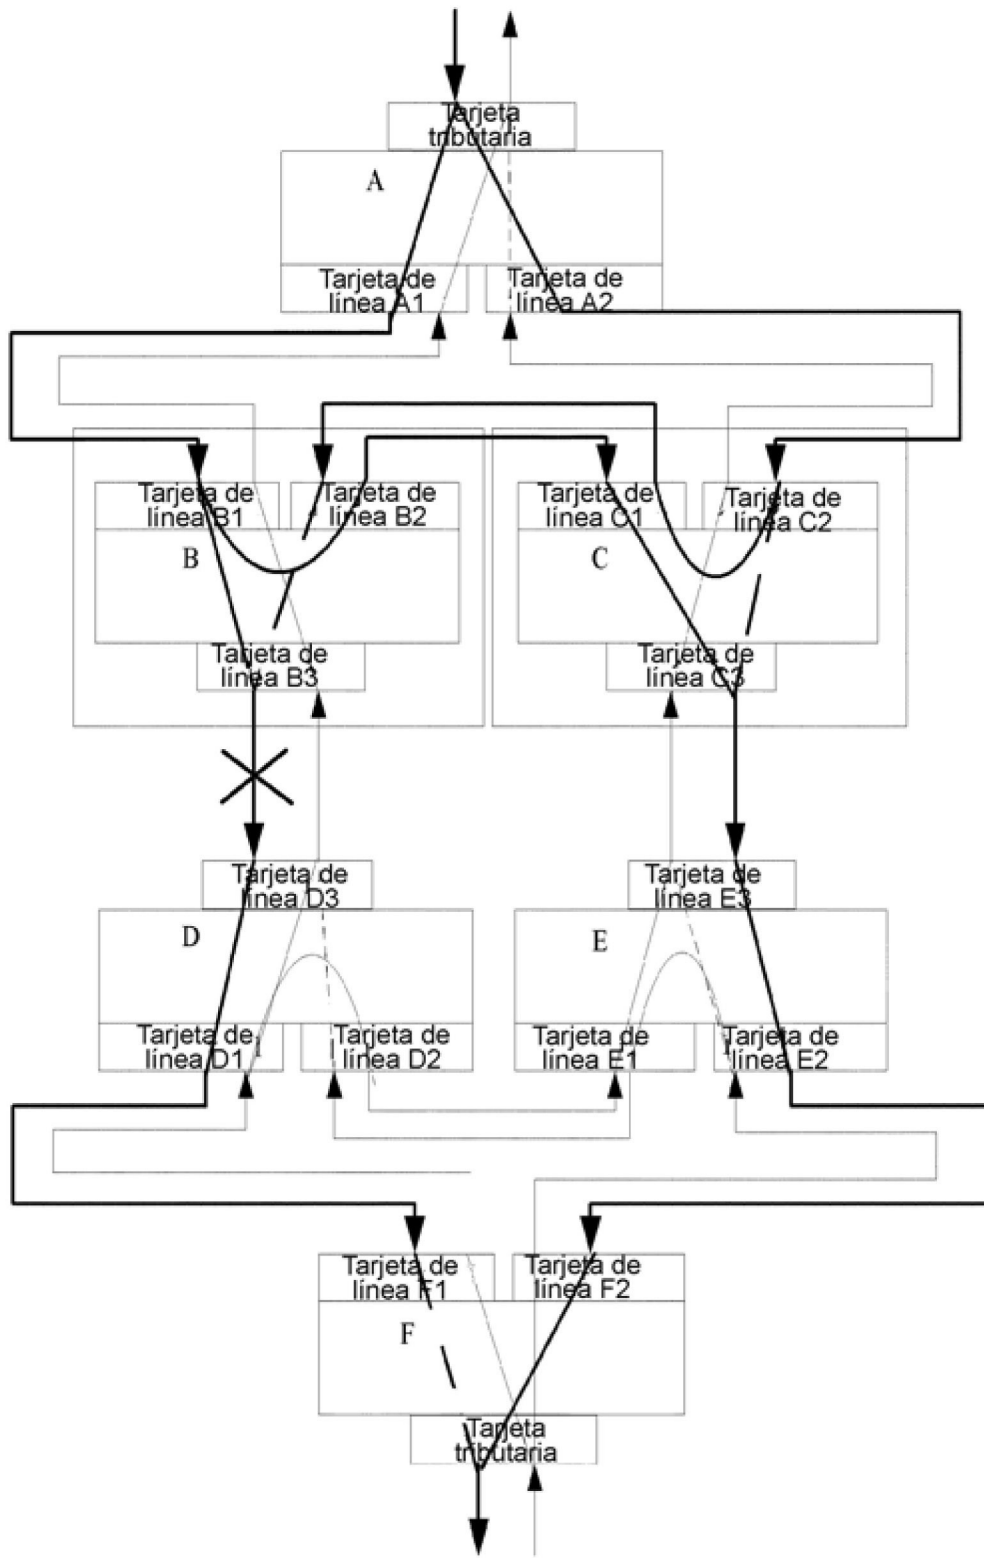 Tarjeta
tributaria
A
Tarjeta de
línea A1
Tarjeta de
línea A2
Tarjeta de
línea B1
Tarjeta de
línea B2
B
Tarjeta de
línea B3
Tarjeta de
línea C1
Tarjeta de
línea C2
C
Tarjeta de
línea C3
Tarjeta de
línea D3
D
Tarjeta de
línea D1
Tarjeta de
línea D2
Tarjeta de
línea E3
E
Tarjeta de
línea E1
Tarjeta de
línea E2
Tarjeta de
línea F1
Tarjeta de
línea F2
F
Tarjeta
tributaria